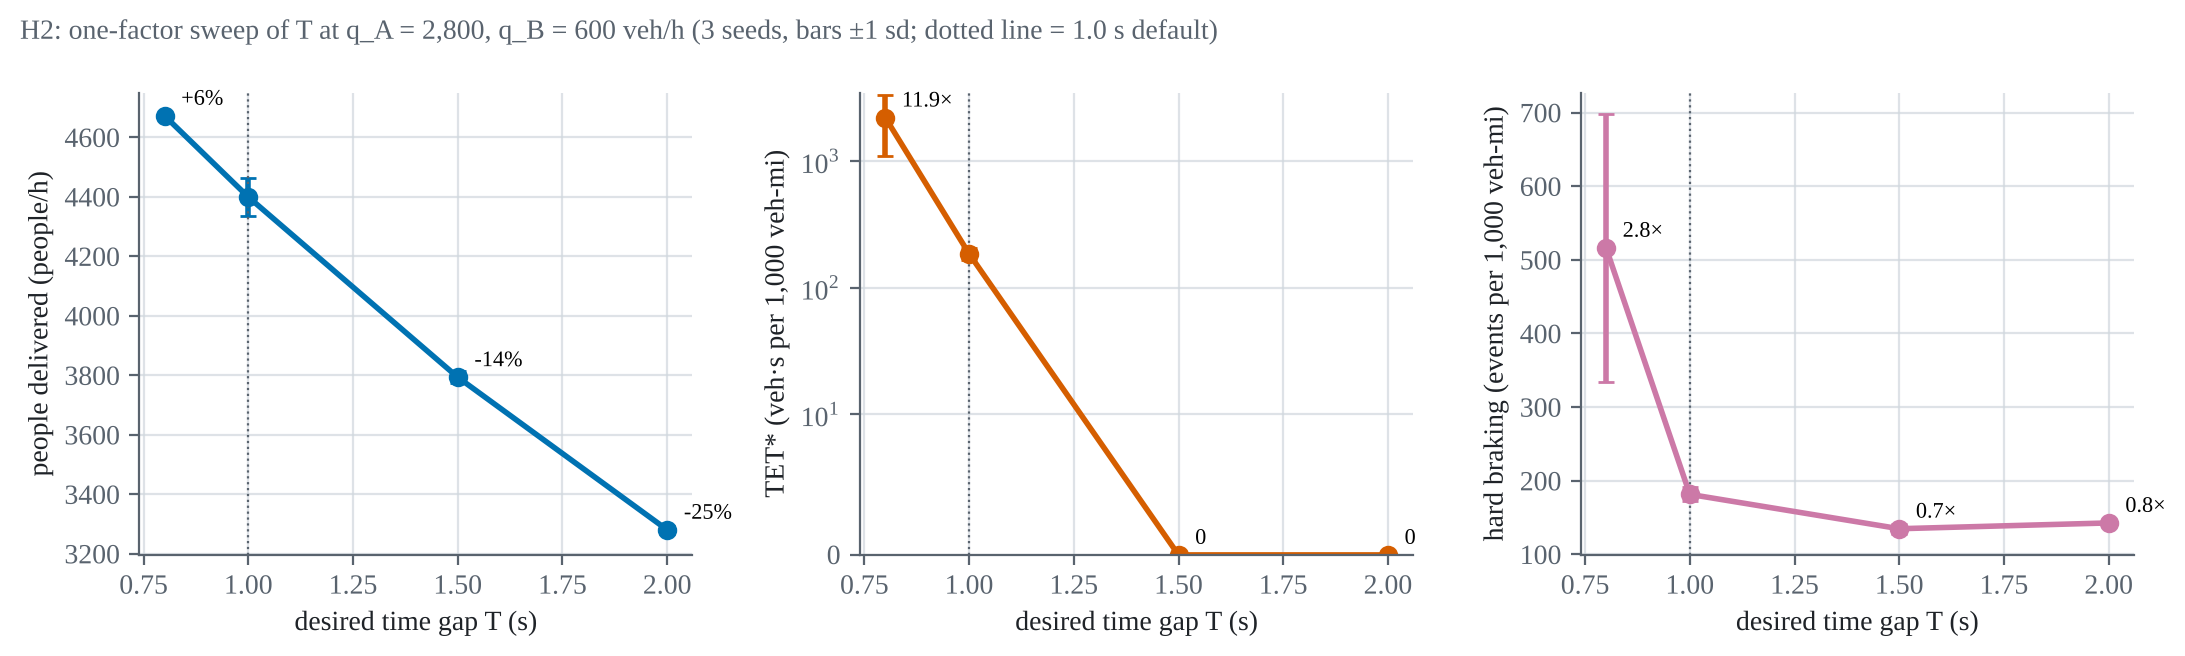 H2: one-factor sweep of T at q_A = 2,800, q_B = 600 veh/h (3 seeds, bars ±1 sd; dotted line = 1.0 s default)
people delivered (people/h)
4600
4400
4200
4000
3800
3600
3400
3200
+6%
-14%
-25%
0.75 1.00 1.25 1.50 1.75 2.00
desired time gap T (s)
TET* (veh·s per 1,000 veh-mi)
10³
10²
10¹
0
11.9×
0
0
0.75 1.00 1.25 1.50 1.75 2.00
desired time gap T (s)
hard braking (events per 1,000 veh-mi)
700
600
500
400
300
200
100
2.8×
0.7×
0.8×
0.75 1.00 1.25 1.50 1.75 2.00
desired time gap T (s)